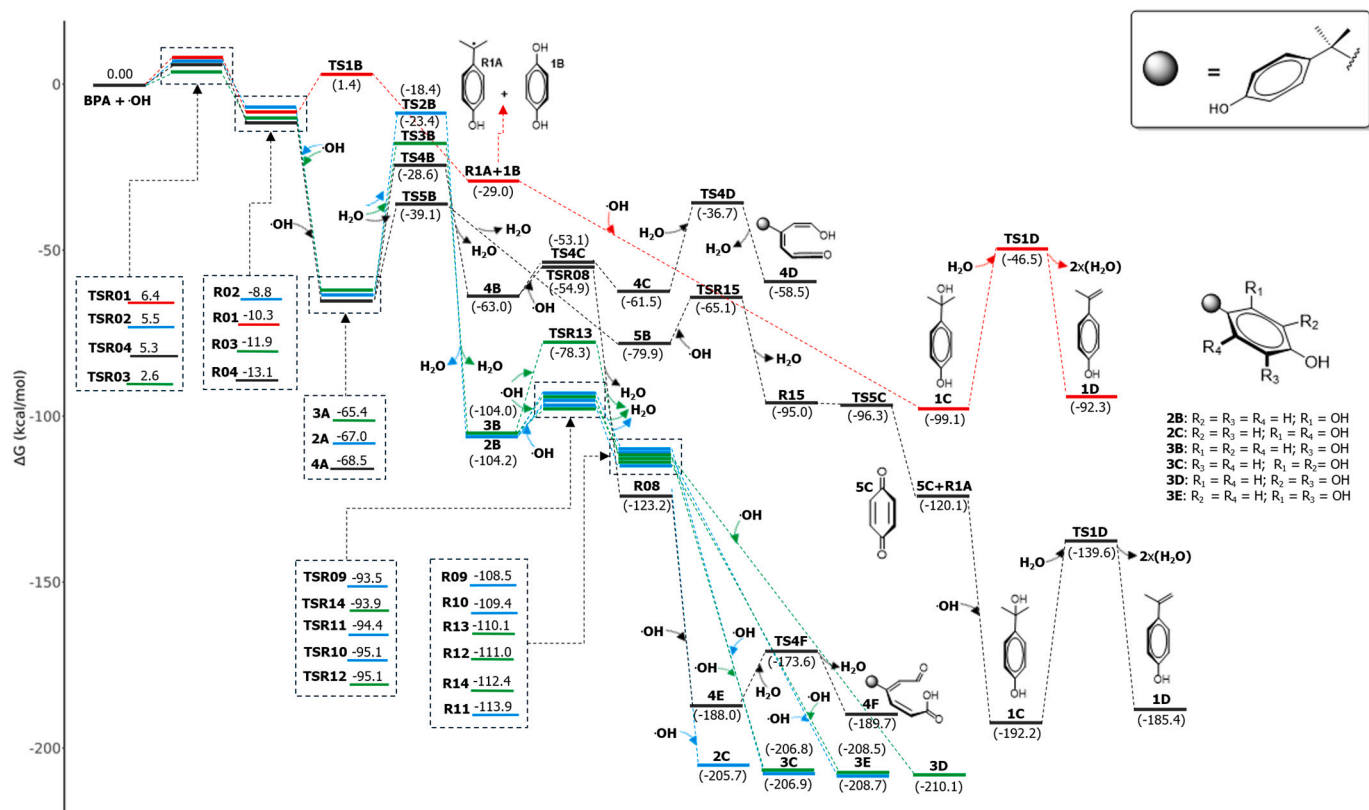 0
-50
-100
-150
-200
ΔG (kcal/mol)
0.00
BPA + ·OH
TSR01 6.4
TSR02 5.5
TSR04 5.3
TSR03 2.6
R02 -8.8
R01 -10.3
R03 -11.9
R04 -13.1
·OH
·OH
3A -65.4
2A -67.0
4A -68.5
TS1B
(1.4)
(-18.4)
TS2B
(-23.4)
TS3B
TS4B
(-28.6)
TS5B
(-39.1)
H₂O
R1A
+
1B
OH
OH
OH
R1A+1B
(-29.0)
H₂O
H₂O
4B
(-63.0)
·OH
(-53.1)
TS4C
TSR08
(-54.9)
·OH
4C
(-61.5)
H₂O
TS4D
(-36.7)
H₂O
OH
O
4D
(-58.5)
5B
(-79.9)
·OH
TSR15
(-65.1)
H₂O
R15
(-95.0)
TS5C
(-96.3)
H₂O
H₂O
(-104.0)
3B
2B
(-104.2)
·OH
·OH
TSR13
(-78.3)
H₂O
H₂O
R08
(-123.2)
TSR09 -93.5
TSR14 -93.9
TSR11 -94.4
TSR10 -95.1
TSR12 -95.1
R09 -108.5
R10 -109.4
R13 -110.1
R12 -111.0
R14 -112.4
R11 -113.9
·OH
·OH
·OH
·OH
·OH
·OH
4E
(-188.0)
H₂O
TS4F
(-173.6)
H₂O
O
OH
O
4F
(-189.7)
2C
(-205.7)
(-206.8)
3C
(-206.9)
(-208.5)
3E
(-208.7)
3D
(-210.1)
5C
O
O
5C+R1A
(-120.1)
·OH
OH
OH
1C
(-192.2)
H₂O
TS1D
(-139.6)
2x(H₂O)
OH
1D
(-185.4)
OH
OH
1C
(-99.1)
H₂O
TS1D
(-46.5)
2x(H₂O)
OH
1D
(-92.3)
=
HO
R₁
R₂
R₃
R₄
OH
2B: R₂ = R₃ = R₄ = H; R₁ = OH
2C: R₂ = R₃ = H; R₁ = R₄ = OH
3B: R₁ = R₂ = R₄ = H; R₃ = OH
3C: R₃ = R₄ = H; R₁ = R₂= OH
3D: R₁ = R₄ = H; R₂ = R₃ = OH
3E: R₂ = R₄ = H; R₁ = R₃ = OH